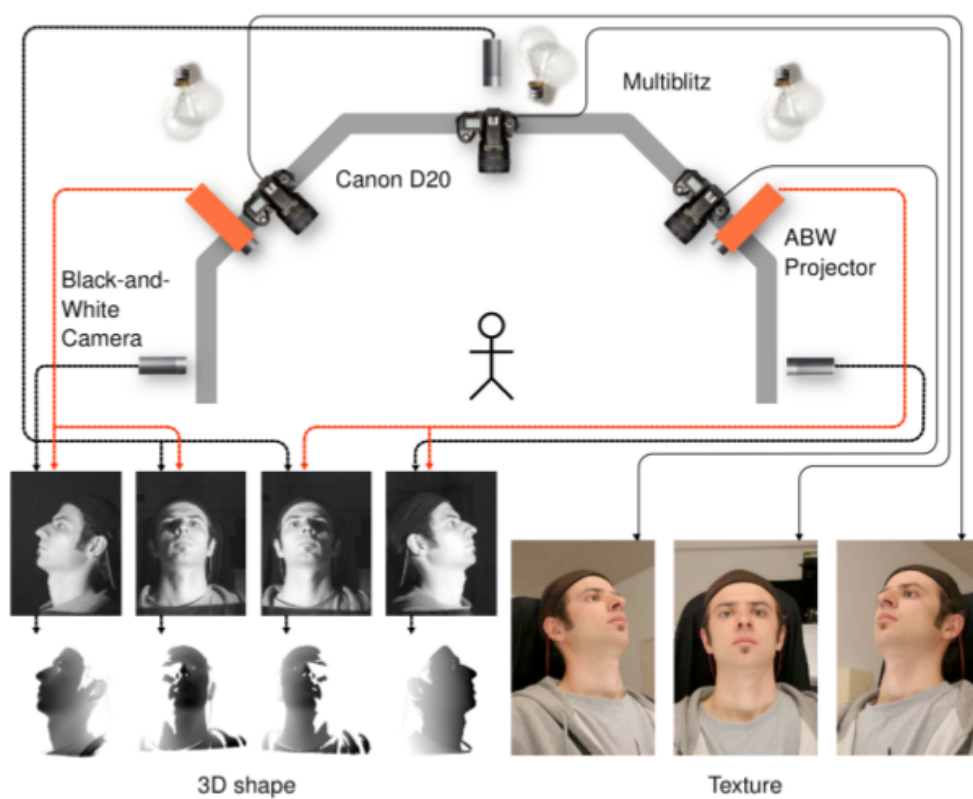 Multiblitz
Canon D20
ABW
Projector
Black-and-
White
Camera
3D shape
Texture